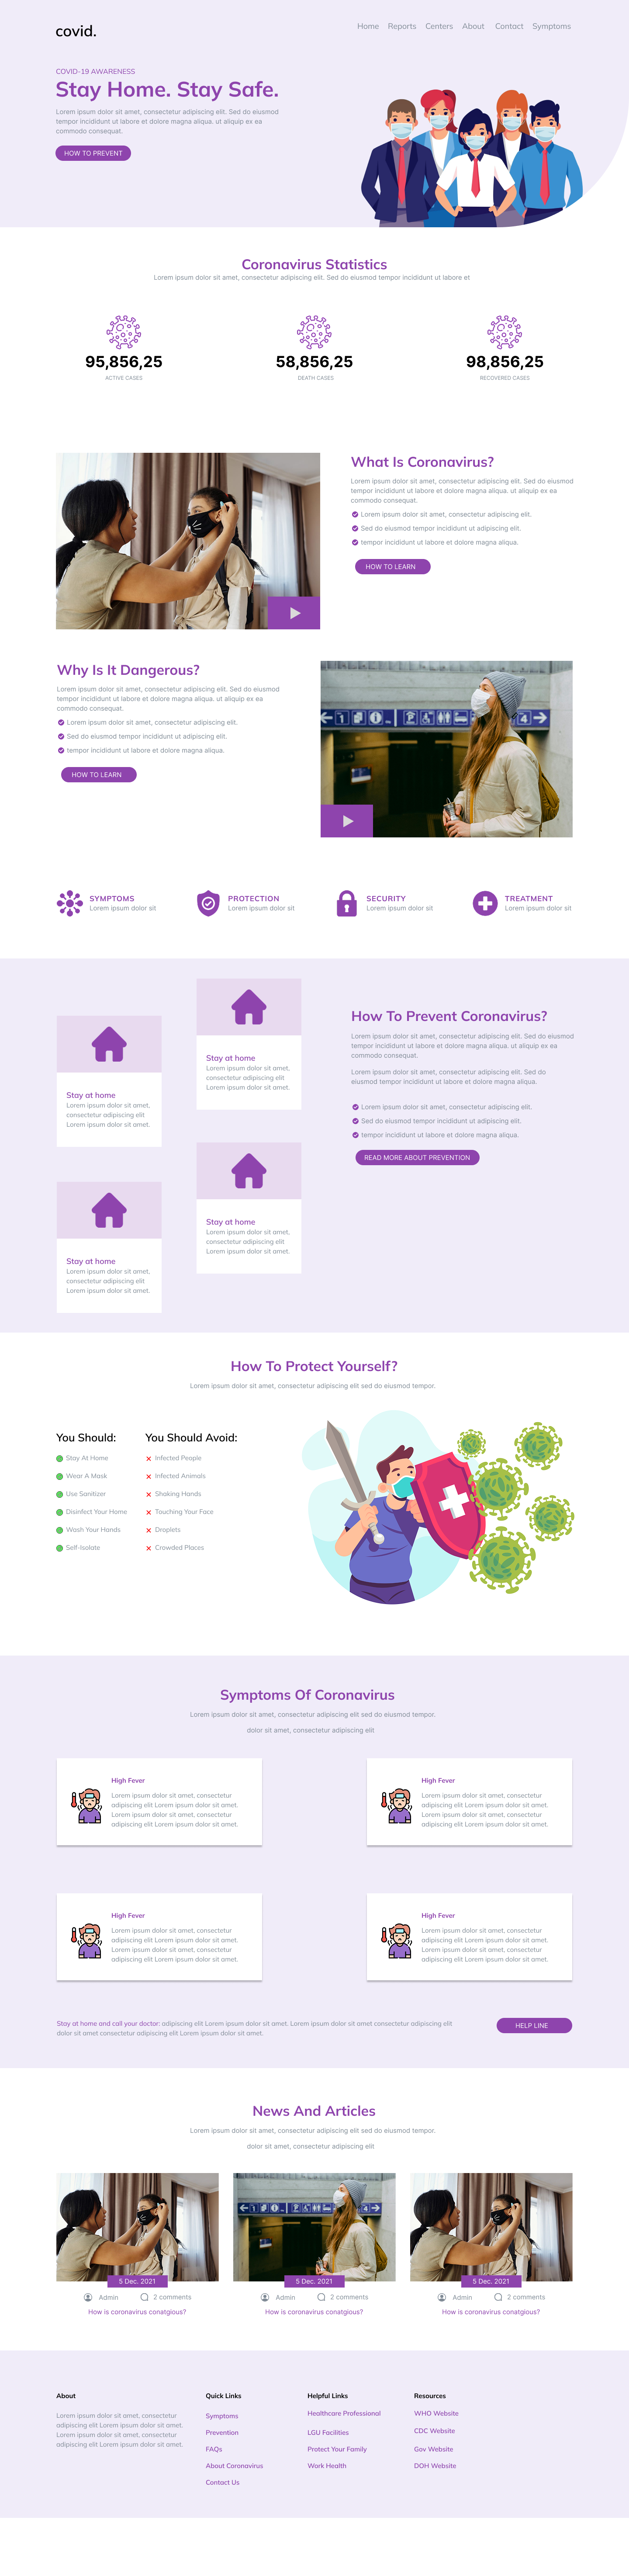 covid.
Home Reports Centers About Contact Symptoms
COVID-19 AWARENESS
Stay Home. Stay Safe.
Lorem ipsum dolor sit amet, consectetur adipiscing elit. Sed do eiusmod
tempor incididunt ut labore et dolore magna aliqua. ut aliquip ex ea
commodo consequat.
HOW TO PREVENT
Coronavirus Statistics
Lorem ipsum dolor sit amet, consectetur adipiscing elit. Sed do eiusmod tempor incididunt ut labore et
95,856,25
ACTIVE CASES
58,856,25
DEATH CASES
98,856,25
RECOVERED CASES
What Is Coronavirus?
Lorem ipsum dolor sit amet, consectetur adipiscing elit. Sed do eiusmod
tempor incididunt ut labore et dolore magna aliqua. ut aliquip ex ea
commodo consequat.
Lorem ipsum dolor sit amet, consectetur adipiscing elit.
Sed do eiusmod tempor incididunt ut adipiscing elit.
tempor incididunt ut labore et dolore magna aliqua.
HOW TO LEARN
Why Is It Dangerous?
Lorem ipsum dolor sit amet, consectetur adipiscing elit. Sed do eiusmod
tempor incididunt ut labore et dolore magna aliqua. ut aliquip ex ea
commodo consequat.
Lorem ipsum dolor sit amet, consectetur adipiscing elit.
Sed do eiusmod tempor incididunt ut adipiscing elit.
tempor incididunt ut labore et dolore magna aliqua.
HOW TO LEARN
1
4
SYMPTOMS
Lorem ipsum dolor sit
PROTECTION
Lorem ipsum dolor sit
SECURITY
Lorem ipsum dolor sit
TREATMENT
Lorem ipsum dolor sit
Stay at home
Lorem ipsum dolor sit amet,
consectetur adipiscing elit
Lorem ipsum dolor sit amet.
Stay at home
Lorem ipsum dolor sit amet,
consectetur adipiscing elit
Lorem ipsum dolor sit amet.
Stay at home
Lorem ipsum dolor sit amet,
consectetur adipiscing elit
Lorem ipsum dolor sit amet.
Stay at home
Lorem ipsum dolor sit amet,
consectetur adipiscing elit
Lorem ipsum dolor sit amet.
How To Prevent Coronavirus?
Lorem ipsum dolor sit amet, consectetur adipiscing elit. Sed do eiusmod
tempor incididunt ut labore et dolore magna aliqua. ut aliquip ex ea
commodo consequat.
Lorem ipsum dolor sit amet, consectetur adipiscing elit. Sed do
eiusmod tempor incididunt ut labore et dolore magna aliqua.
Lorem ipsum dolor sit amet, consectetur adipiscing elit.
Sed do eiusmod tempor incididunt ut adipiscing elit.
tempor incididunt ut labore et dolore magna aliqua.
READ MORE ABOUT PREVENTION
How To Protect Yourself?
Lorem ipsum dolor sit amet, consectetur adipiscing elit sed do eiusmod tempor.
You Should:
Stay At Home
Wear A Mask
Use Sanitizer
Disinfect Your Home
Wash Your Hands
Self-Isolate
You Should Avoid:
Infected People
Infected Animals
Shaking Hands
Touching Your Face
Droplets
Crowded Places
Symptoms Of Coronavirus
Lorem ipsum dolor sit amet, consectetur adipiscing elit sed do eiusmod tempor.
dolor sit amet, consectetur adipiscing elit
High Fever
Lorem ipsum dolor sit amet, consectetur
adipiscing elit Lorem ipsum dolor sit amet.
Lorem ipsum dolor sit amet, consectetur
adipiscing elit Lorem ipsum dolor sit amet.
High Fever
Lorem ipsum dolor sit amet, consectetur
adipiscing elit Lorem ipsum dolor sit amet.
Lorem ipsum dolor sit amet, consectetur
adipiscing elit Lorem ipsum dolor sit amet.
High Fever
Lorem ipsum dolor sit amet, consectetur
adipiscing elit Lorem ipsum dolor sit amet.
Lorem ipsum dolor sit amet, consectetur
adipiscing elit Lorem ipsum dolor sit amet.
High Fever
Lorem ipsum dolor sit amet, consectetur
adipiscing elit Lorem ipsum dolor sit amet.
Lorem ipsum dolor sit amet, consectetur
adipiscing elit Lorem ipsum dolor sit amet.
Stay at home and call your doctor: adipiscing elit Lorem ipsum dolor sit amet. Lorem ipsum dolor sit amet consectetur adipiscing elit
dolor sit amet consectetur adipiscing elit Lorem ipsum dolor sit amet.
HELP LINE
News And Articles
Lorem ipsum dolor sit amet, consectetur adipiscing elit sed do eiusmod tempor.
dolor sit amet, consectetur adipiscing elit
5 Dec. 2021
Admin 2 comments
How is coronavirus conatgious?
5 Dec. 2021
Admin 2 comments
How is coronavirus conatgious?
5 Dec. 2021
Admin 2 comments
How is coronavirus conatgious?
About
Lorem ipsum dolor sit amet, consectetur
adipiscing elit Lorem ipsum dolor sit amet.
Lorem ipsum dolor sit amet, consectetur
adipiscing elit Lorem ipsum dolor sit amet.
Quick Links
Symptoms
Prevention
FAQs
About Coronavirus
Contact Us
Helpful Links
Healthcare Professional
LGU Facilities
Protect Your Family
Work Health
Resources
WHO Website
CDC Website
Gov Website
DOH Website